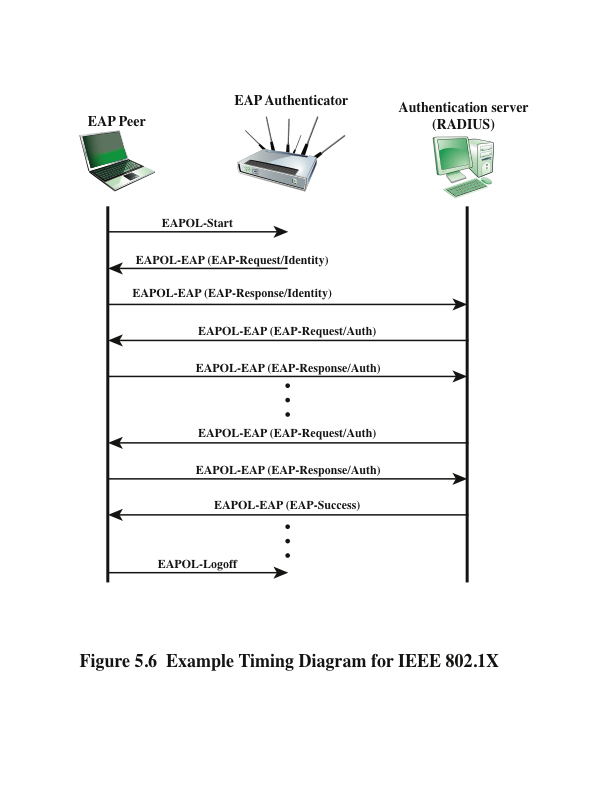 EAP Peer
EAP Authenticator
Authentication server
(RADIUS)
EAPOL-Start
EAPOL-EAP (EAP-Request/Identity)
EAPOL-EAP (EAP-Response/Identity)
EAPOL-EAP (EAP-Request/Auth)
EAPOL-EAP (EAP-Response/Auth)
EAPOL-EAP (EAP-Request/Auth)
EAPOL-EAP (EAP-Response/Auth)
EAPOL-EAP (EAP-Success)
EAPOL-Logoff
Figure 5.6 Example Timing Diagram for IEEE 802.1X